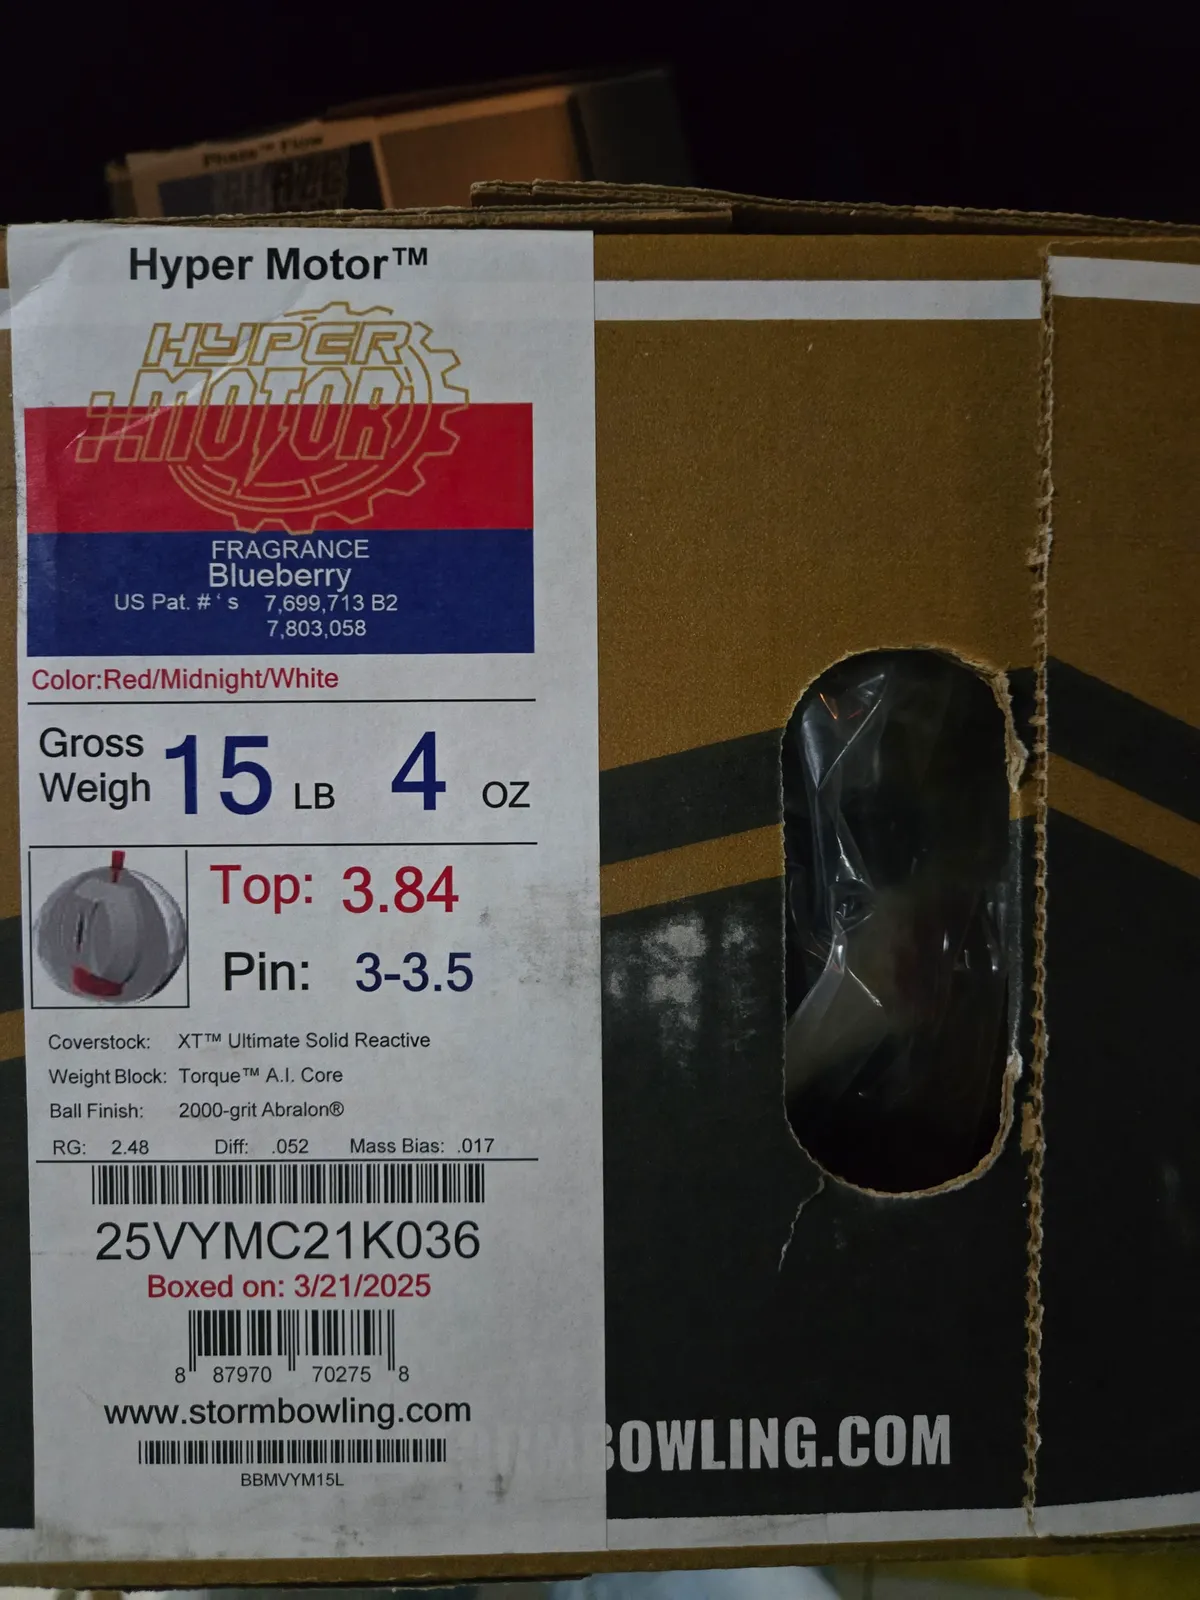 Phaze™ Flow
Hyper Motor™
HYPER
MOTOR
FRAGRANCE
Blueberry
US Pat. #'s 7,699,713 B2
7,803,058
Color:Red/Midnight/White
Gross
Weigh 15 LB 4 OZ
Top: 3.84
Pin: 3-3.5
Coverstock: XT™ Ultimate Solid Reactive
Weight Block: Torque™ A.I. Core
Ball Finish: 2000-grit Abralon®
RG: 2.48 Diff: .052 Mass Bias: .017
25VYMC21K036
Boxed on: 3/21/2025
8 87970 70275 8
www.stormbowling.com
BBMVYM15L
BOWLING.COM